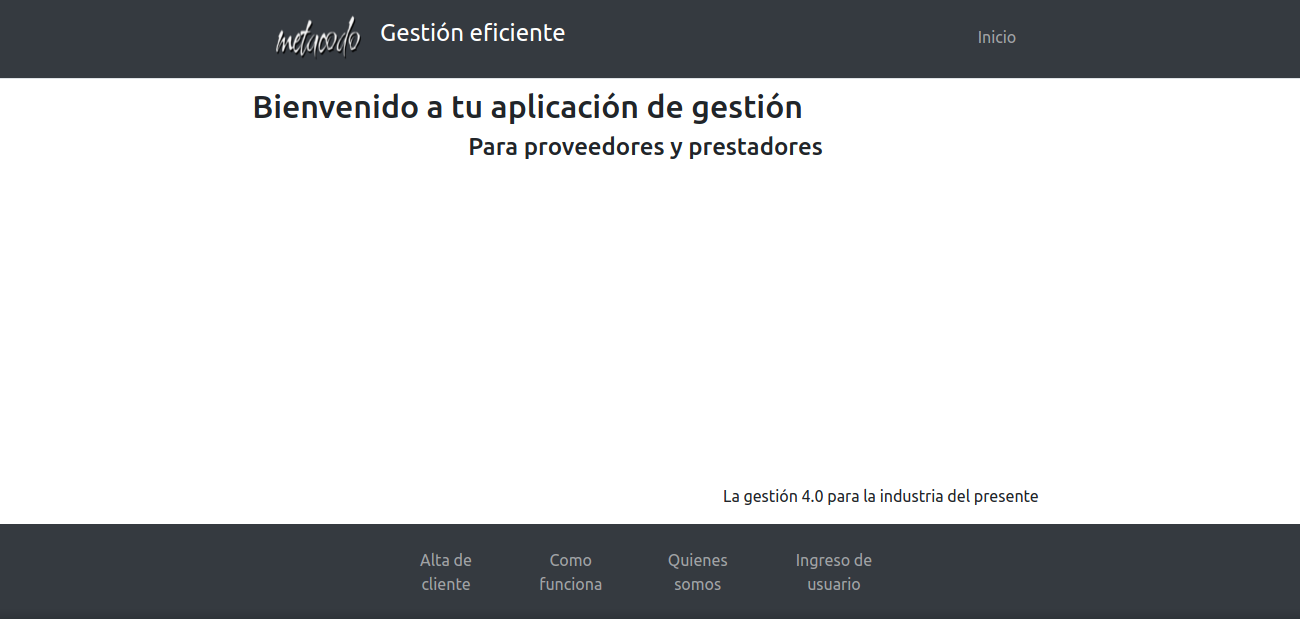 metacodo Gestión eficiente Inicio
Bienvenido a tu aplicación de gestión
Para proveedores y prestadores
La gestión 4.0 para la industria del presente
Alta de cliente
Como funciona
Quienes somos
Ingreso de usuario